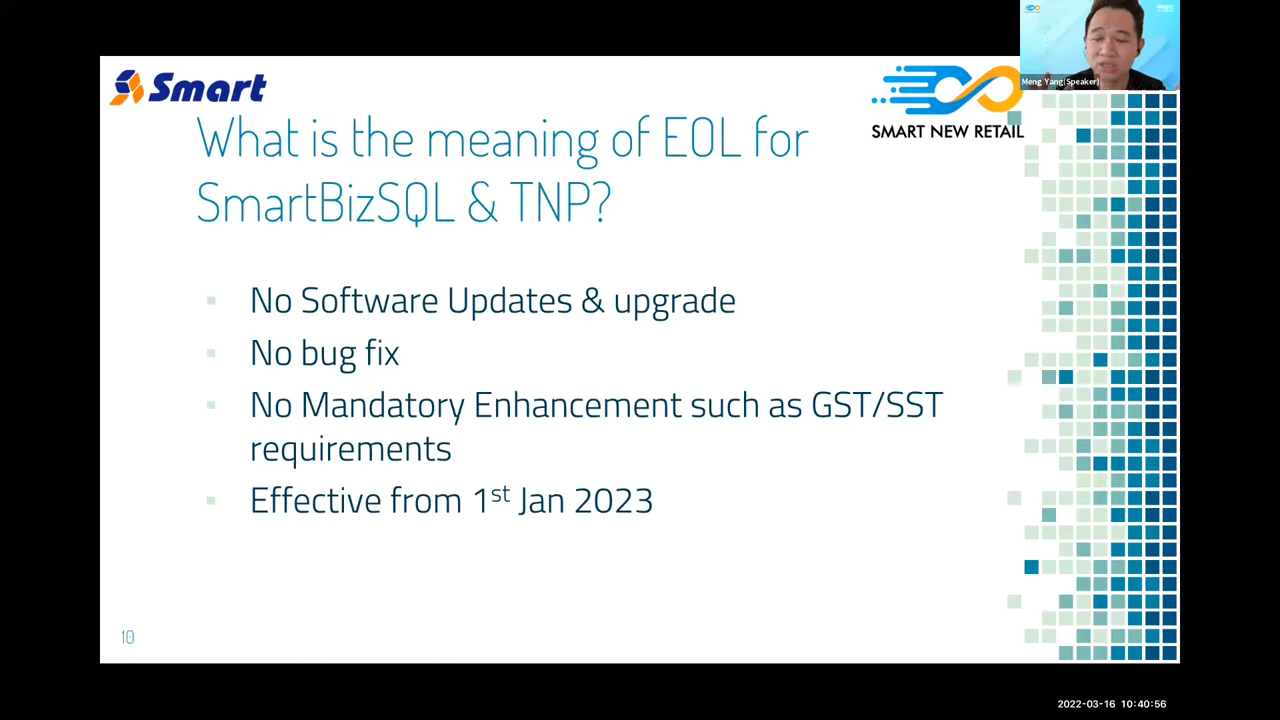 Smart
SMART NEW RETAIL
Meng Yang(Speaker)
What is the meaning of EOL for
SmartBizSQL & TNP?
No Software Updates & upgrade
No bug fix
No Mandatory Enhancement such as GST/SST
requirements
Effective from 1st Jan 2023
10
2022-03-16 10:40:56